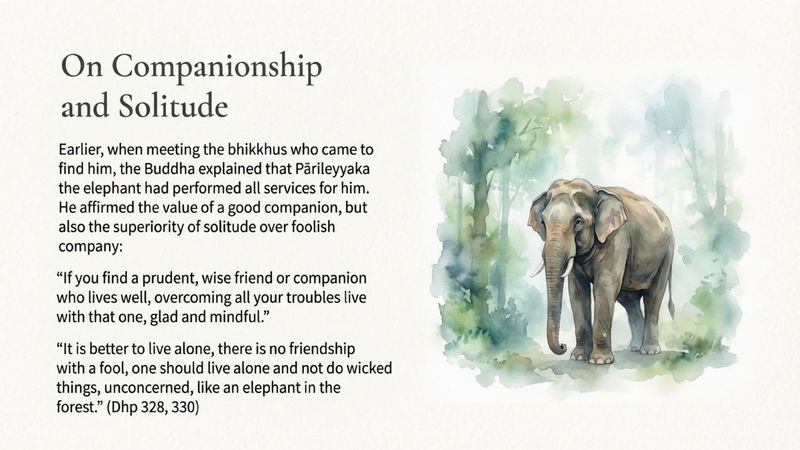 On Companionship
and Solitude
Earlier, when meeting the bhikkhus who came to
find him, the Buddha explained that Pārileyyaka
the elephant had performed all services for him.
He affirmed the value of a good companion, but
also the superiority of solitude over foolish
company:
“If you find a prudent, wise friend or companion
who lives well, overcoming all your troubles live
with that one, glad and mindful.”
“It is better to live alone, there is no friendship
with a fool, one should live alone and not do wicked
things, unconcerned, like an elephant in the
forest.” (Dhp 328, 330)